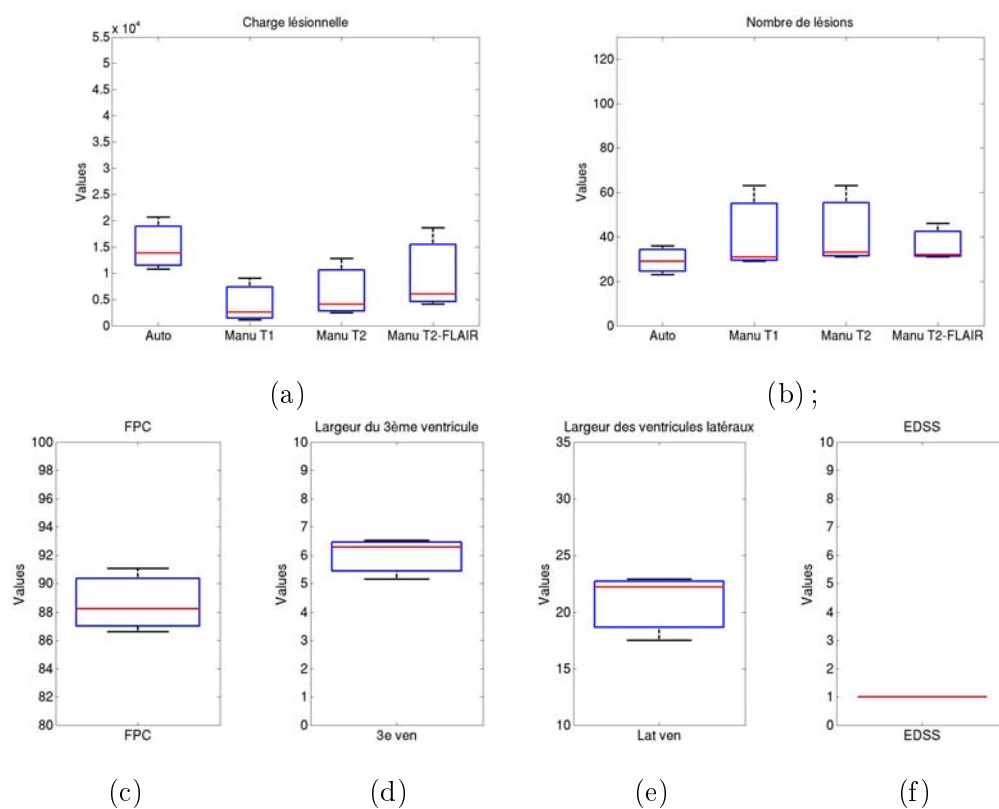 Charge lésionnelle
x 10⁴
5.5
5
4.5
4
3.5
3
2.5
2
1.5
1
0.5
0
Values
Auto Manu T1 Manu T2 Manu T2-FLAIR
(a)
Nombre de lésions
120
100
80
60
40
20
0
Values
Auto Manu T1 Manu T2 Manu T2-FLAIR
(b) ;
FPC
100
98
96
94
92
90
88
86
84
82
80
Values
FPC
(c)
Largeur du 3ème ventricule
10
9
8
7
6
5
4
3
2
1
0
Values
3e ven
(d)
Largeur des ventricules latéraux
35
30
25
20
15
10
Values
Lat ven
(e)
EDSS
10
9
8
7
6
5
4
3
2
1
0
Values
EDSS
(f)